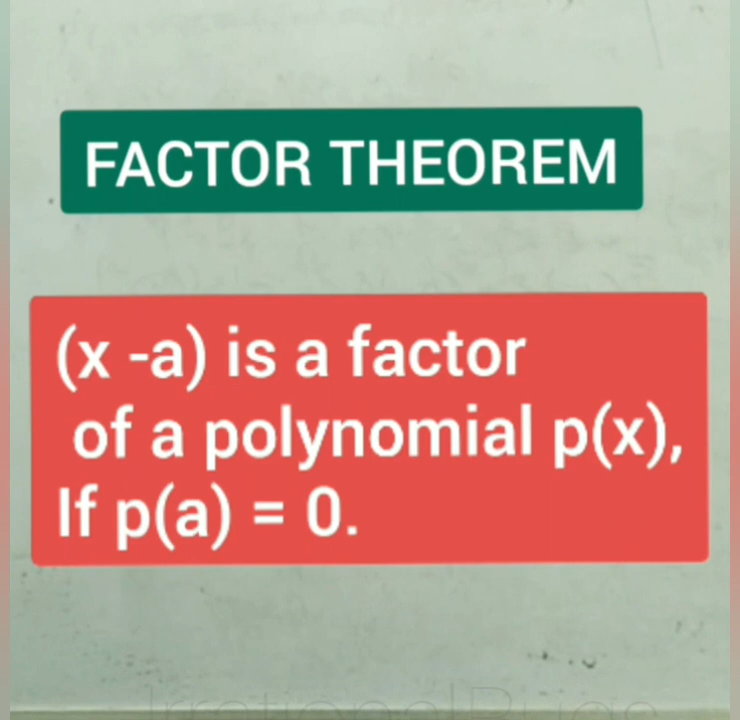 FACTOR THEOREM
(x -a) is a factor
of a polynomial p(x),
If p(a) = 0.